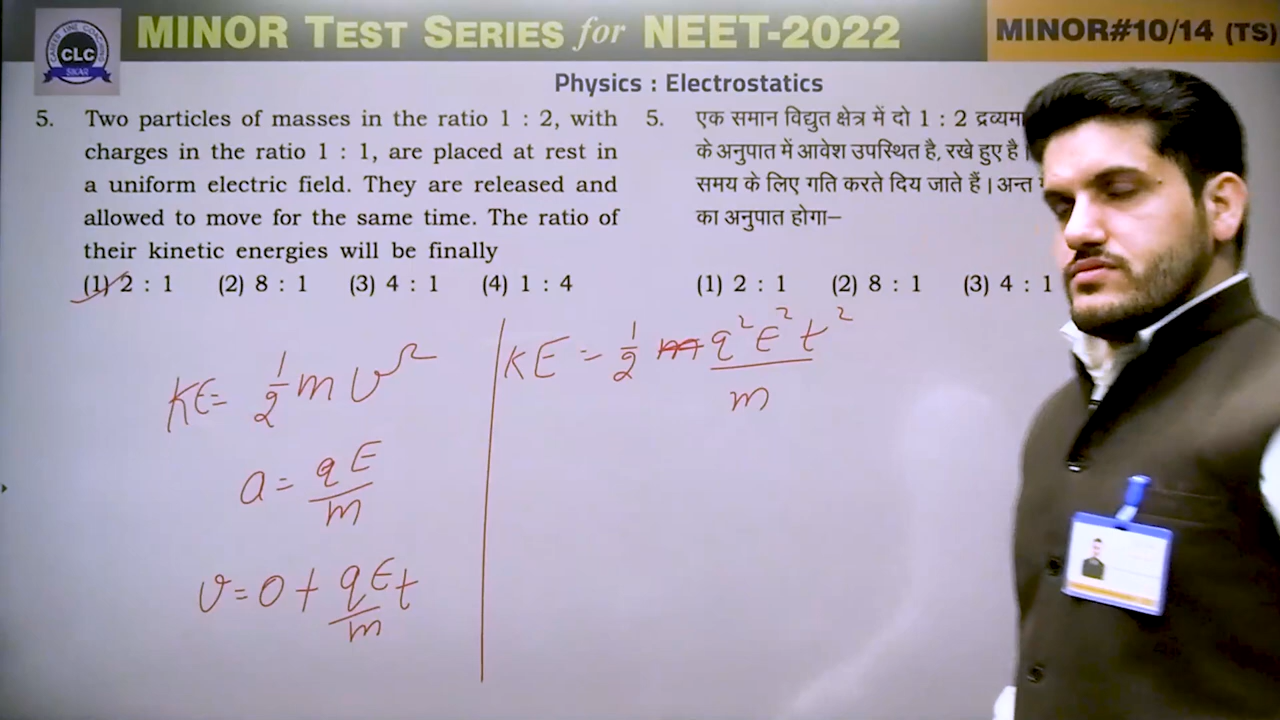 CAREER LINE COACHING
CLC
SIKAR
MINOR TEST SERIES for NEET-2022
MINOR#10/14 (TS)
Physics : Electrostatics
5. Two particles of masses in the ratio 1 : 2, with
charges in the ratio 1 : 1, are placed at rest in
a uniform electric field. They are released and
allowed to move for the same time. The ratio of
their kinetic energies will be finally
(1) 2 : 1 (2) 8 : 1 (3) 4 : 1 (4) 1 : 4
5. एक समान विद्युत क्षेत्र में दो 1 : 2
के अनुपात में आवेश उपस्थित है, रखे हुए है।
समय के लिए गति करते दिय जाते हैं। अन्त
का अनुपात होगा–
(1) 2 : 1 (2) 8 : 1 (3) 4 : 1
KE = 1/2 m v²
a = qE/m
v = 0 + qEt/m
KE = 1/2 m q²E²t²/m